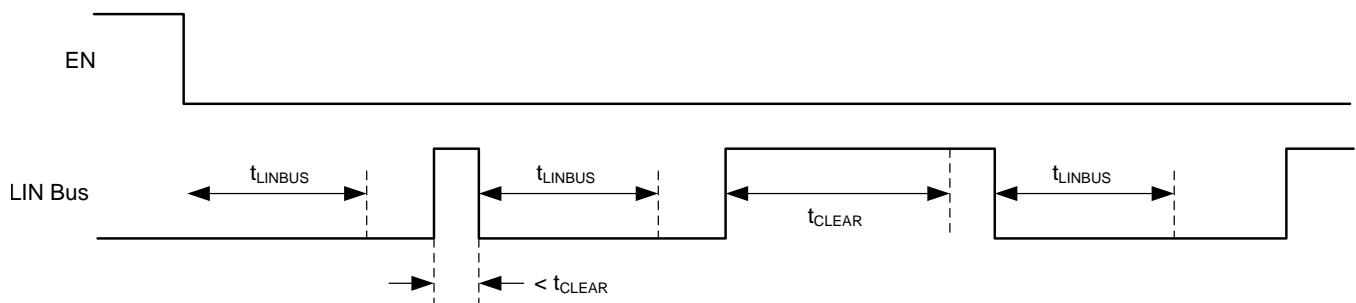 EN
LIN Bus
tLINBUS
tLINBUS
tCLEAR
tLINBUS
< tCLEAR